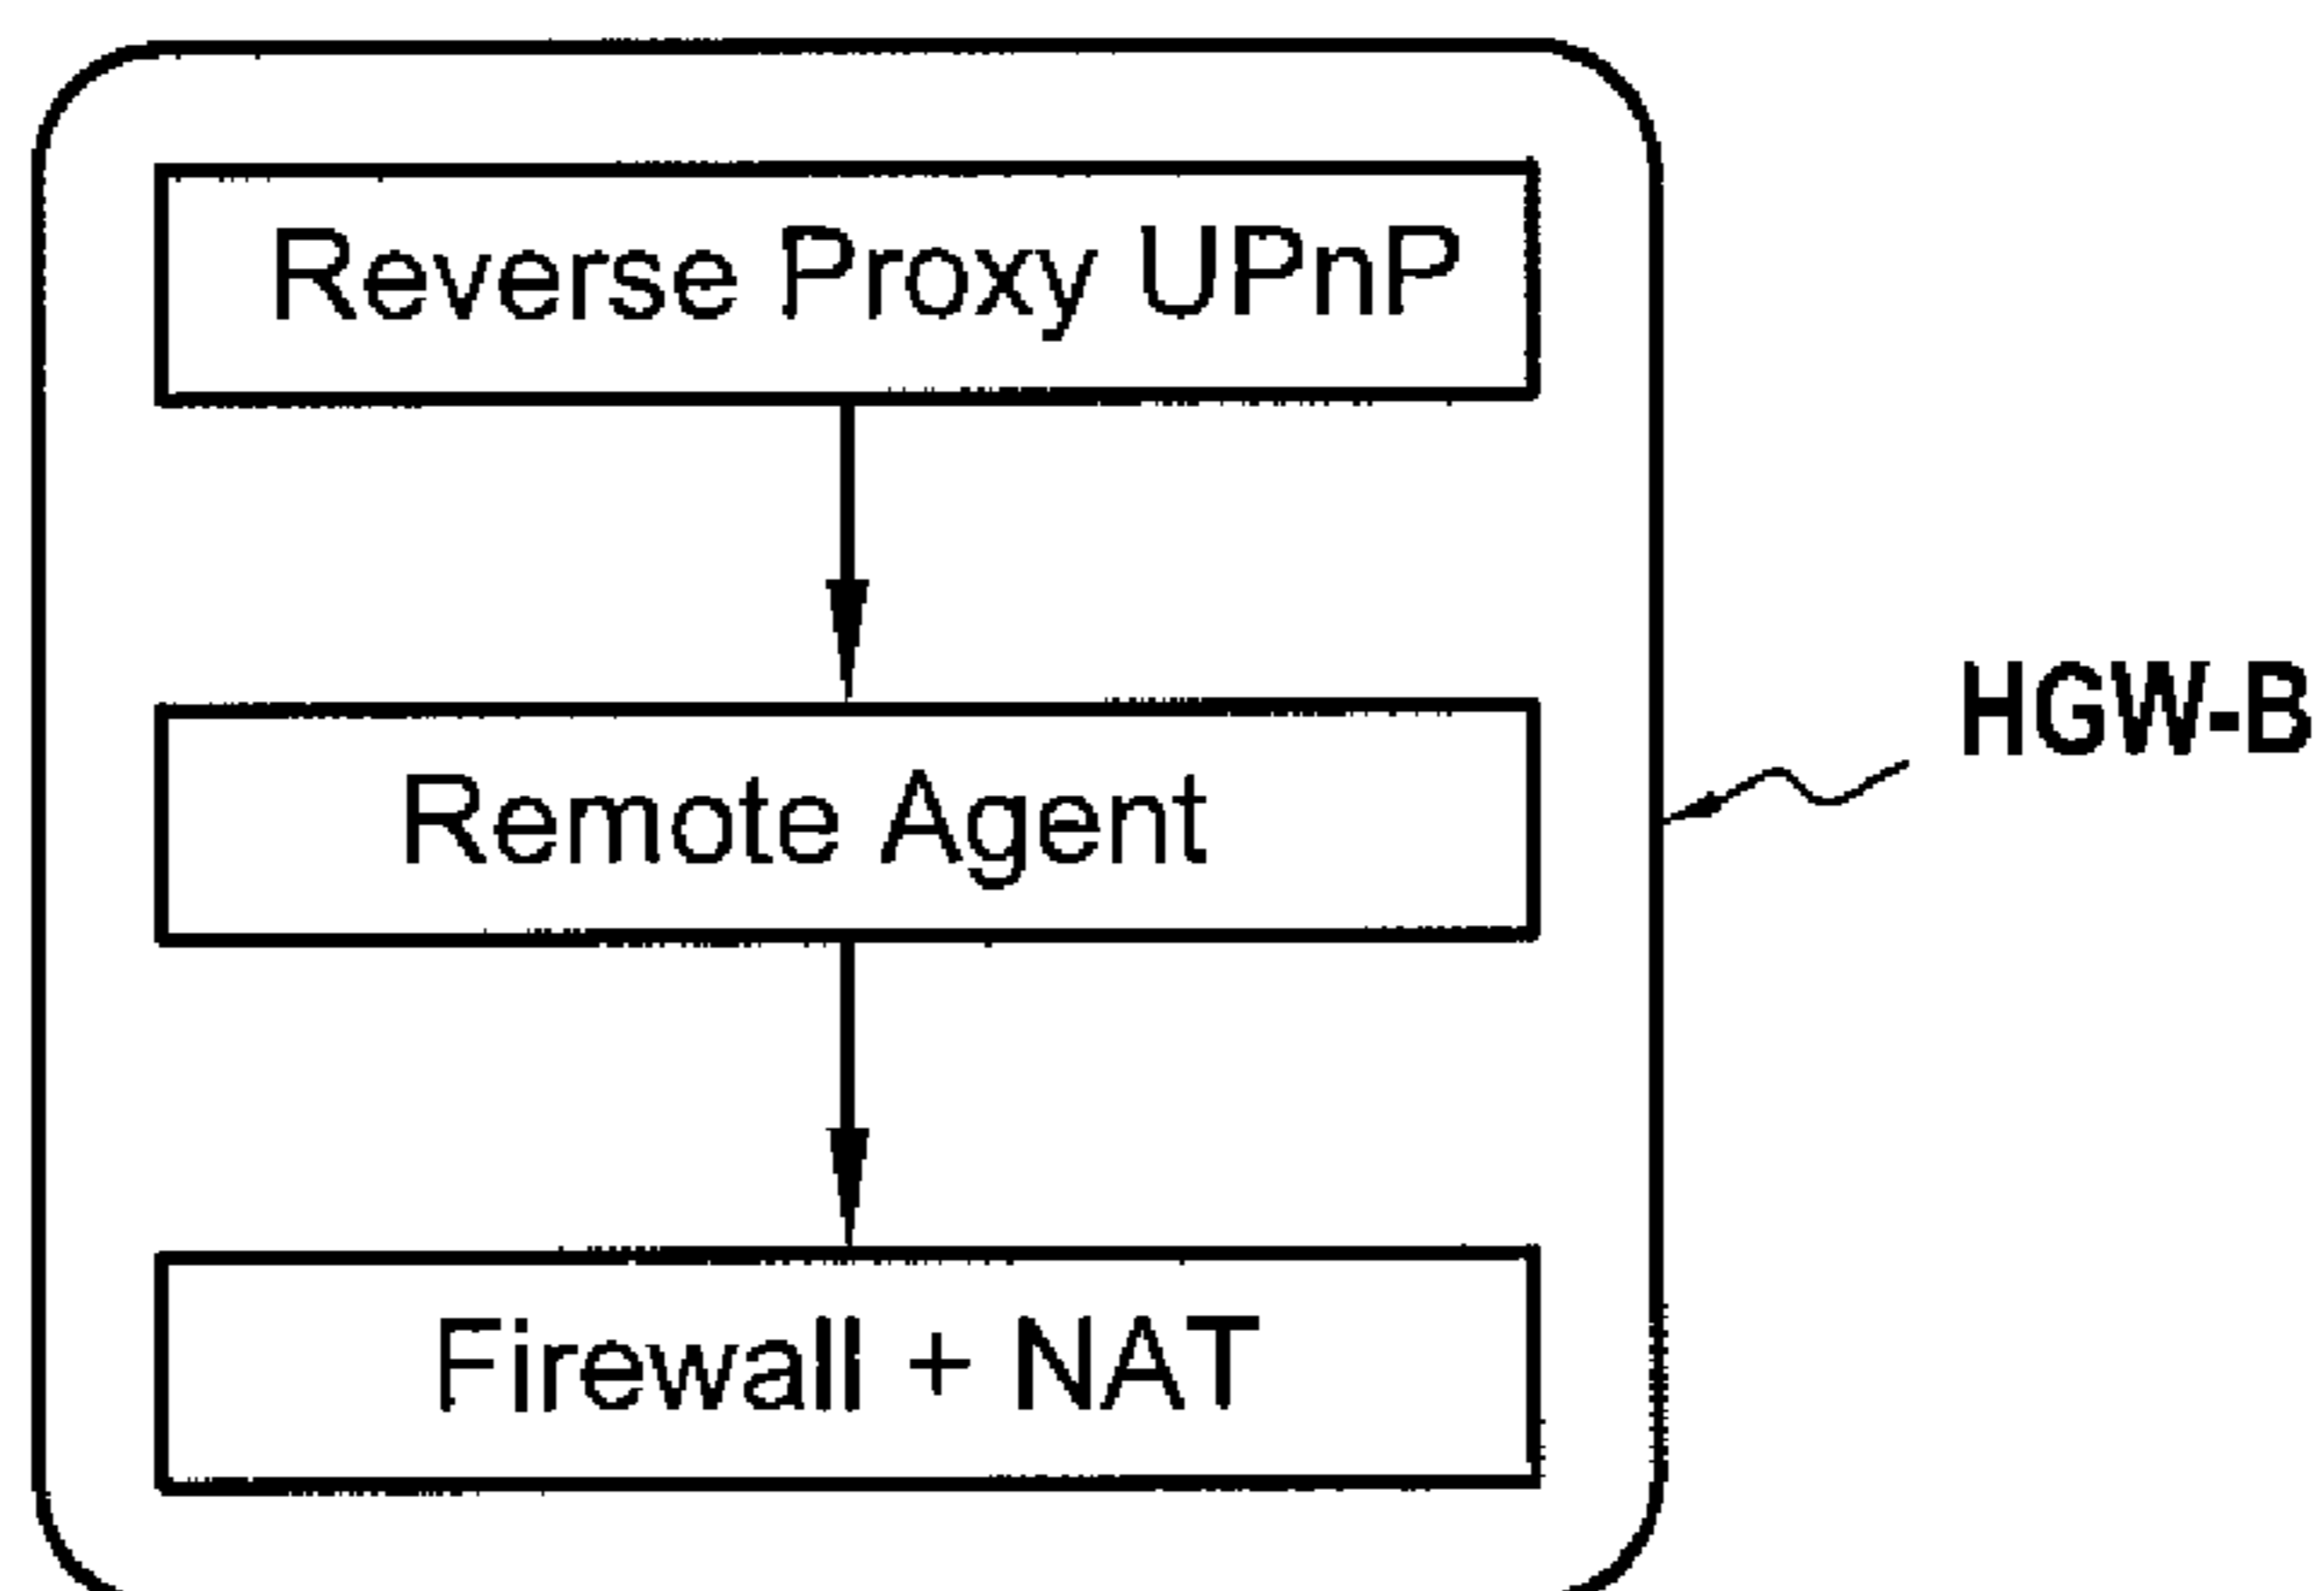 Reverse Proxy UPnP
Remote Agent
HGW-B
Firewall + NAT